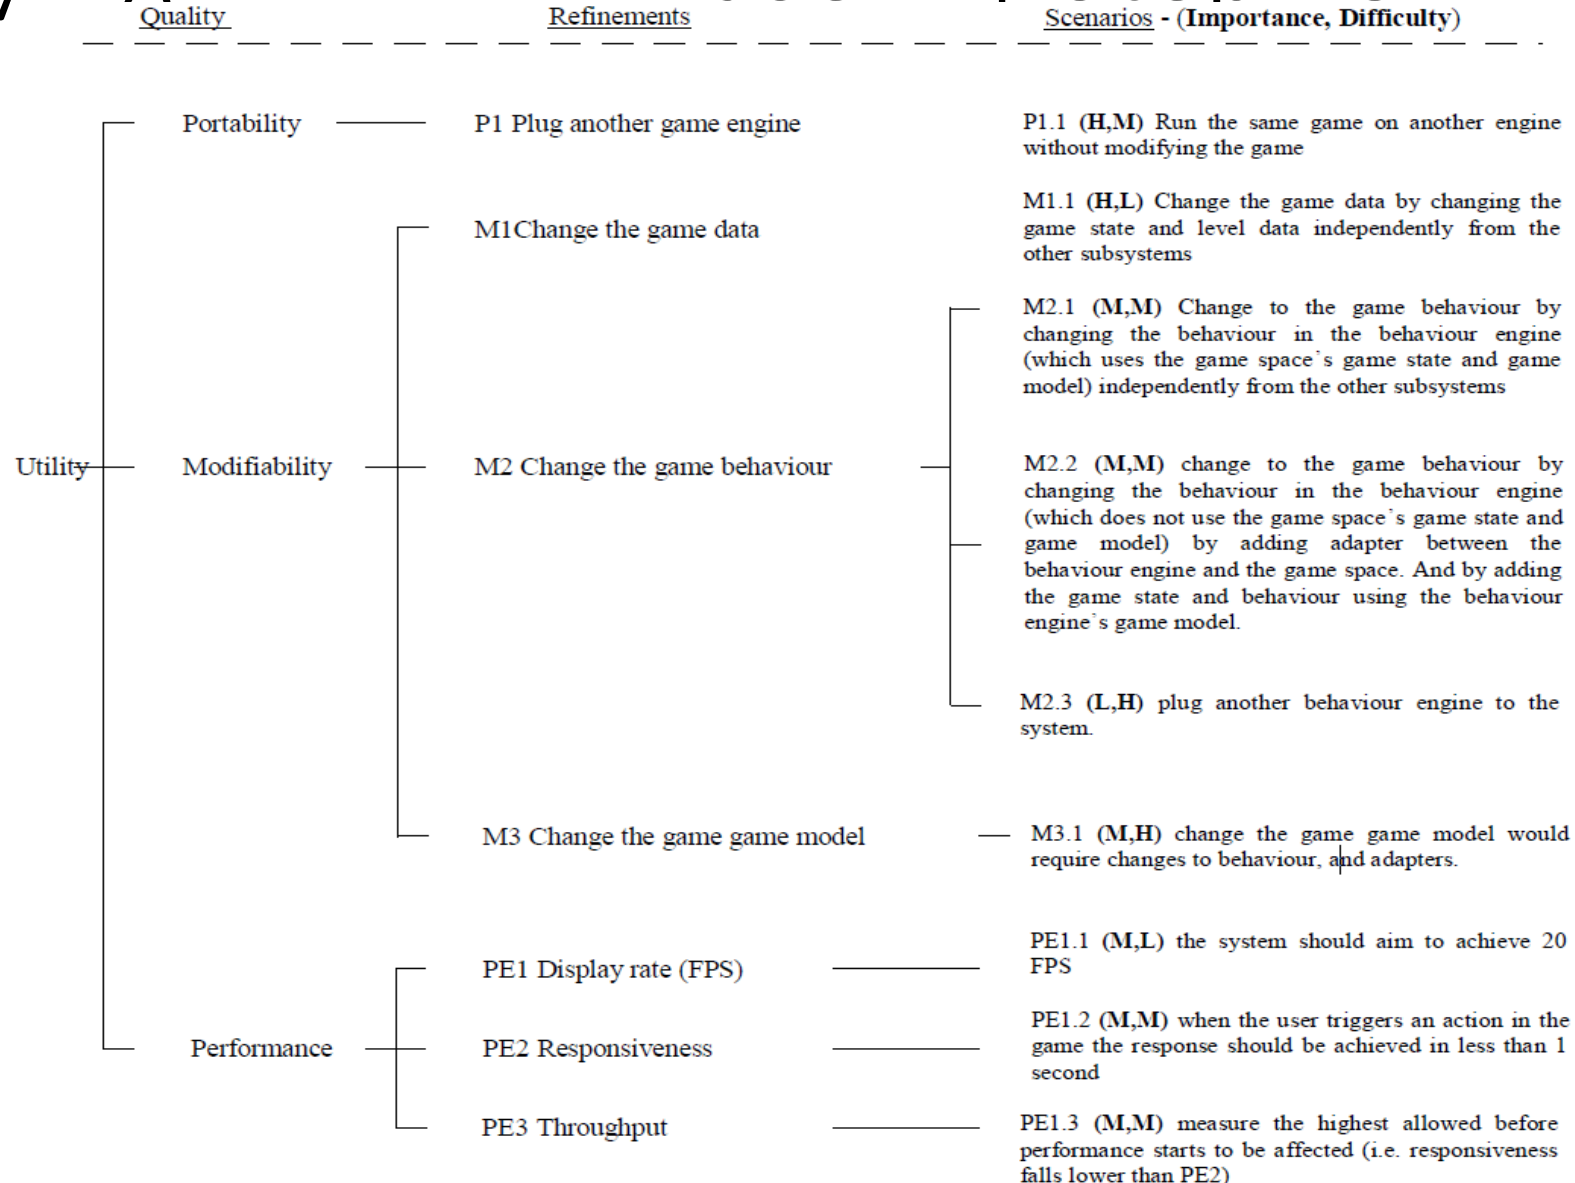 Quality Refinements Scenarios - (Importance, Difficulty)
Portability
P1 Plug another game engine
P1.1 (H,M) Run the same game on another engine
without modifying the game
M1Change the game data
M1.1 (H,L) Change the game data by changing the
game state and level data independently from the
other subsystems
M2.1 (M,M) Change to the game behaviour by
changing the behaviour in the behaviour engine
(which uses the game space's game state and game
model) independently from the other subsystems
Utility
Modifiability
M2 Change the game behaviour
M2.2 (M,M) change to the game behaviour by
changing the behaviour in the behaviour engine
(which does not use the game space's game state and
game model) by adding adapter between the
behaviour engine and the game space. And by adding
the game state and behaviour using the behaviour
engine's game model.
M2.3 (L,H) plug another behaviour engine to the
system.
M3 Change the game game model
M3.1 (M,H) change the game game model would
require changes to behaviour, and adapters.
PE1 Display rate (FPS)
PE1.1 (M,L) the system should aim to achieve 20
FPS
Performance
PE2 Responsiveness
PE1.2 (M,M) when the user triggers an action in the
game the response should be achieved in less than 1
second
PE3 Throughput
PE1.3 (M,M) measure the highest allowed before
performance starts to be affected (i.e. responsiveness
falls lower than PE2)